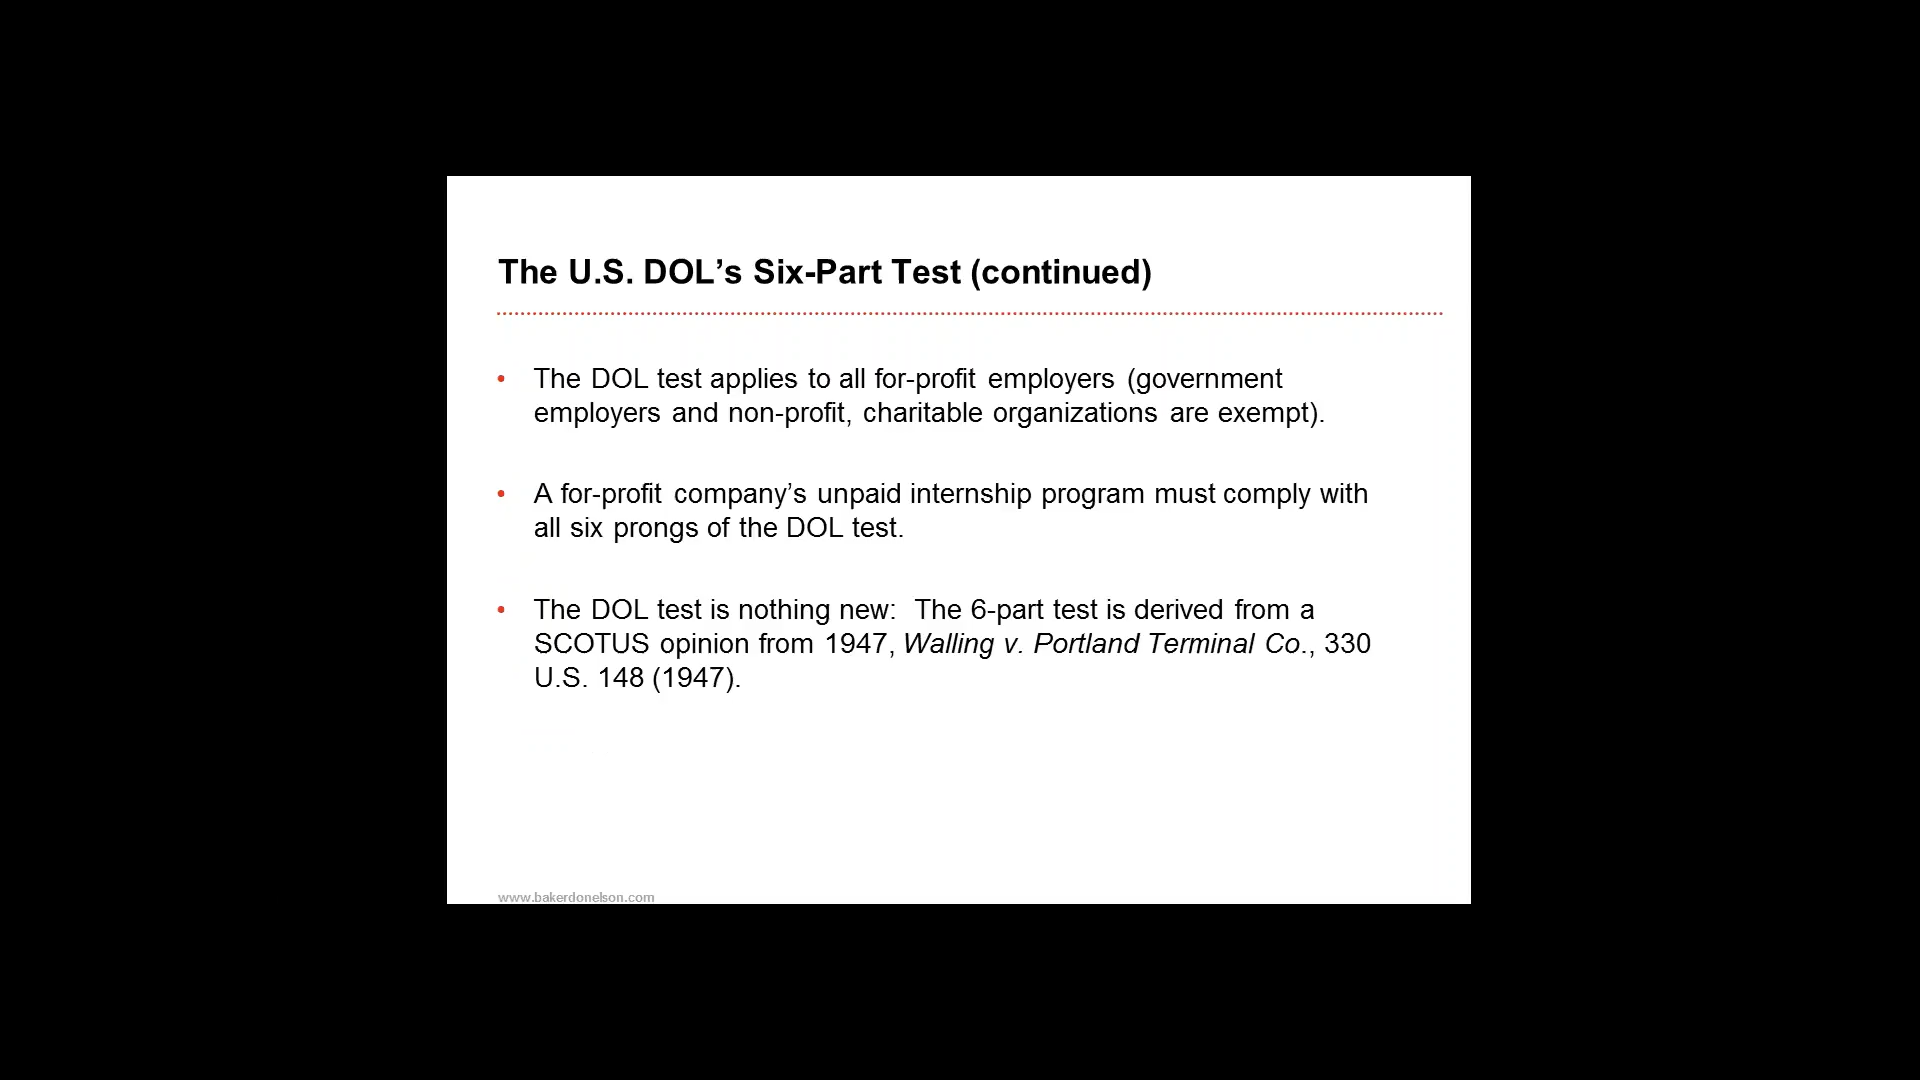 The U.S. DOL’s Six-Part Test (continued)
• The DOL test applies to all for-profit employers (government
employers and non-profit, charitable organizations are exempt).
• A for-profit company’s unpaid internship program must comply with
all six prongs of the DOL test.
• The DOL test is nothing new:  The 6-part test is derived from a
SCOTUS opinion from 1947, Walling v. Portland Terminal Co., 330
U.S. 148 (1947).
www.bakerdonelson.com